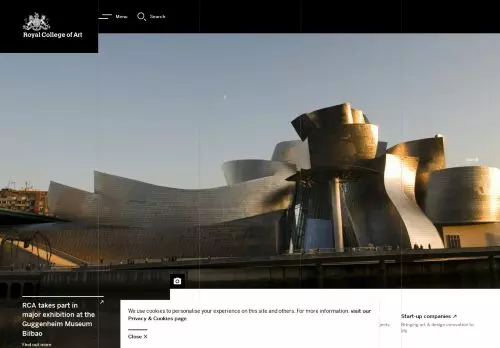 Royal College of Art
Menu
Search
RCA takes part in
major exhibition at the
Guggenheim Museum
Bilbao
Find out more
We use cookies to personalise your experience on this site and others. For more information, visit our
Privacy & Cookies page
Close X
Start-up companies ↗
Bringing art & design innovation to
life